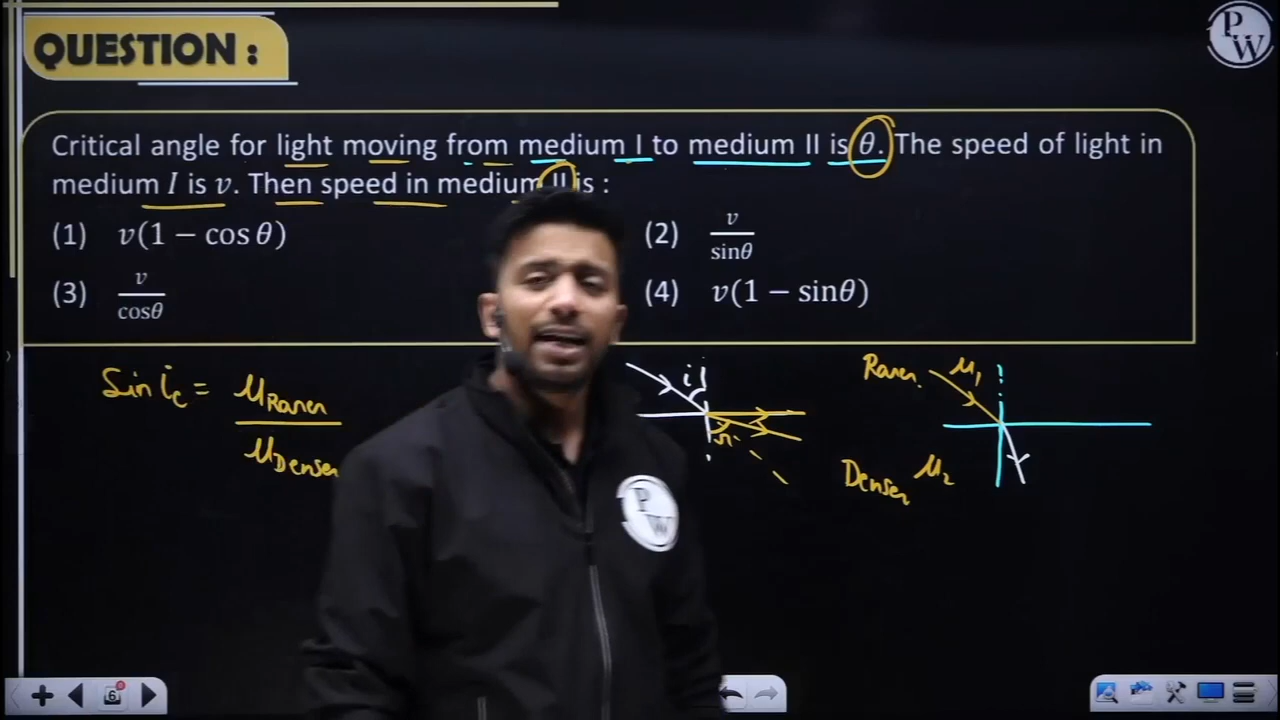 QUESTION :
P
W
Critical angle for light moving from medium I to medium II is θ. The speed of light in
medium I is v. Then speed in medium II is :
(1) v(1 − cos θ)
(2) v/sinθ
(3) v/cosθ
(4) v(1 − sinθ)
Sin ic = μRarer / μDenser
i
r
Rarer μ1
Denser μ2
P
W
6